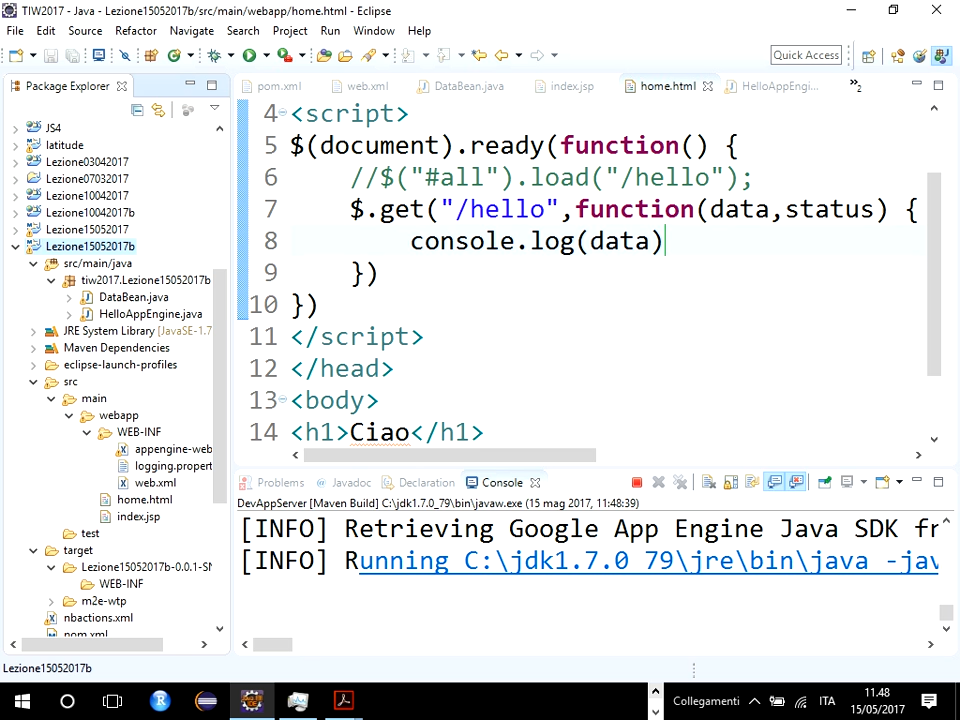 TIW2017 - Java - Lezione15052017b/src/main/webapp/home.html - Eclipse
File Edit Source Refactor Navigate Search Project Run Window Help
Quick Access
Package Explorer
pom.xml web.xml DataBean.java index.jsp home.html HelloAppEngi... »2
JS4
latitude
Lezione03042017
Lezione07032017
Lezione10042017
Lezione10042017b
Lezione15052017
Lezione15052017b
src/main/java
tiw2017.Lezione15052017b
DataBean.java
HelloAppEngine.java
JRE System Library [JavaSE-1.7
Maven Dependencies
eclipse-launch-profiles
src
main
webapp
WEB-INF
appengine-web
logging.propert
web.xml
home.html
index.jsp
test
target
Lezione15052017b-0.0.1-SN
WEB-INF
m2e-wtp
nbactions.xml
pom.xml
4 <script>
5 $(document).ready(function() {
6 //$("#all").load("/hello");
7 $.get("/hello",function(data,status) {
8 console.log(data)
9 })
10 })
11 </script>
12 </head>
13 <body>
14 <h1>Ciao</h1>
Problems Javadoc Declaration Console
DevAppServer [Maven Build] C:\jdk1.7.0_79\bin\javaw.exe (15 mag 2017, 11:48:39)
[INFO] Retrieving Google App Engine Java SDK fr
[INFO] Running C:\jdk1.7.0_79\jre\bin\java -jav
Lezione15052017b
Collegamenti ITA 11.48
15/05/2017